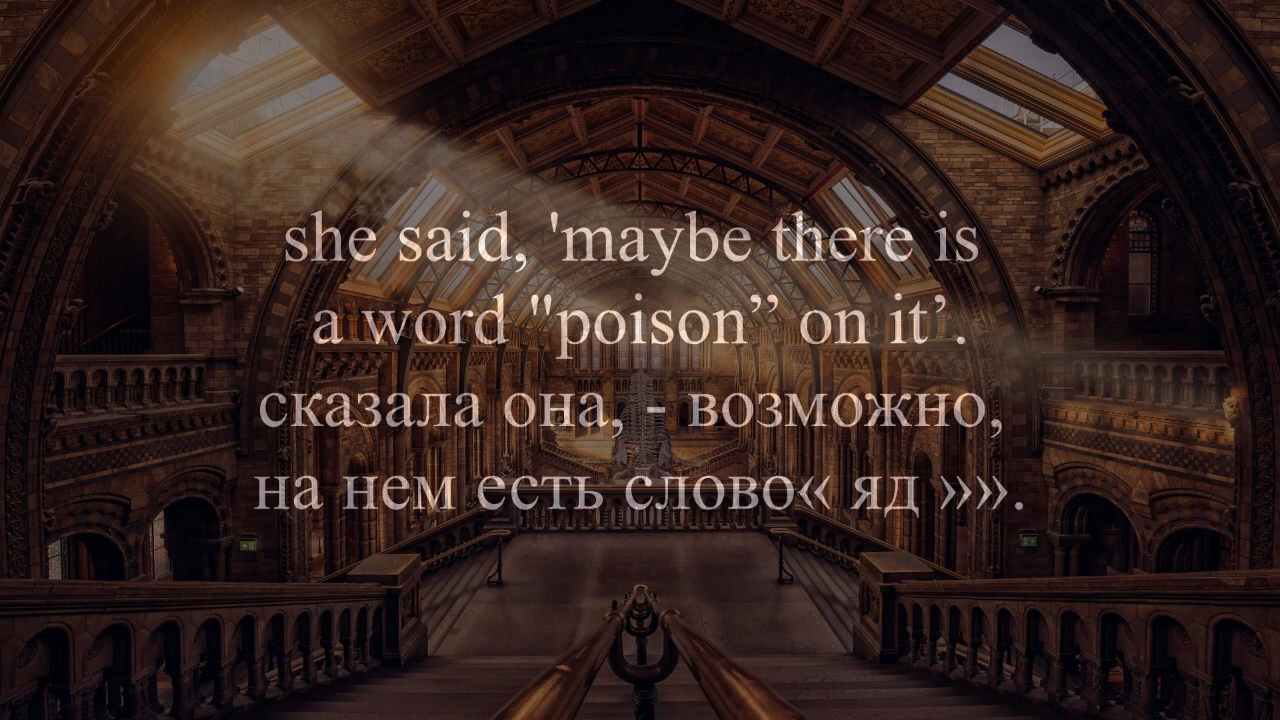 she said, 'maybe there is
a word "poison” on it’.
сказала она, - возможно,
на нем есть слово« яд »»».